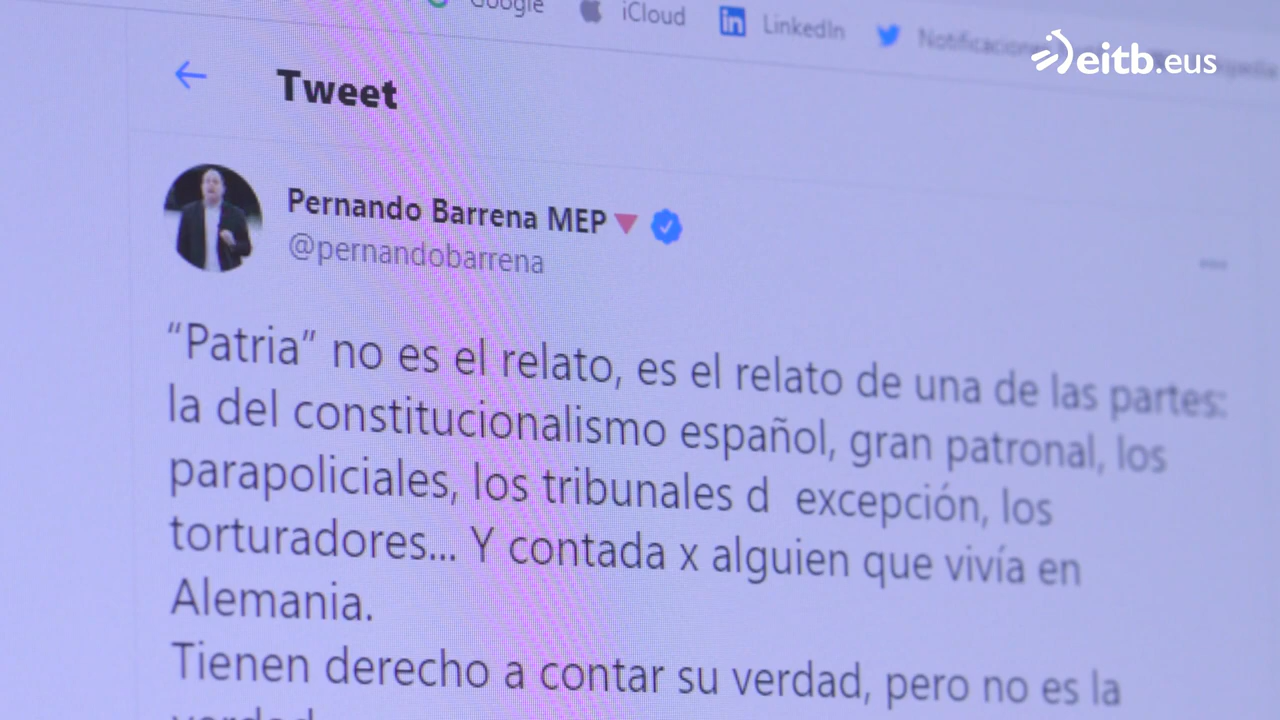 Google
iCloud
LinkedIn
eitb.eus
Tweet
Pernando Barrena MEP
@pernandobarrena
“Patria” no es el relato, es el relato de una de las partes:
la del constitucionalismo español, gran patronal, los
parapoliciales, los tribunales d excepción, los
torturadores... Y contada x alguien que vivía en
Alemania.
Tienen derecho a contar su verdad, pero no es la